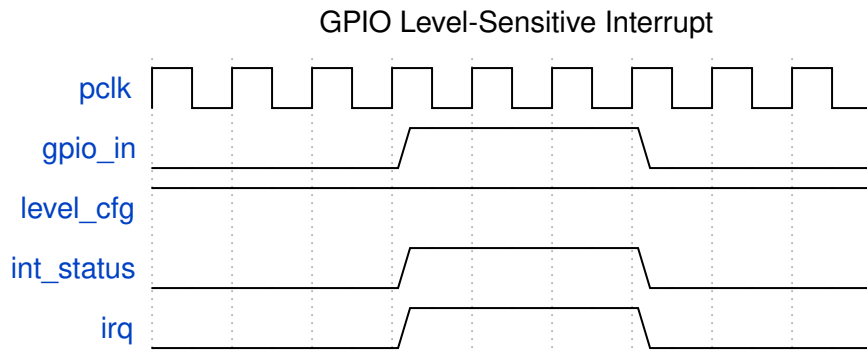 GPIO Level-Sensitive Interrupt
pclk
gpio_in
level_cfg
int_status
irq